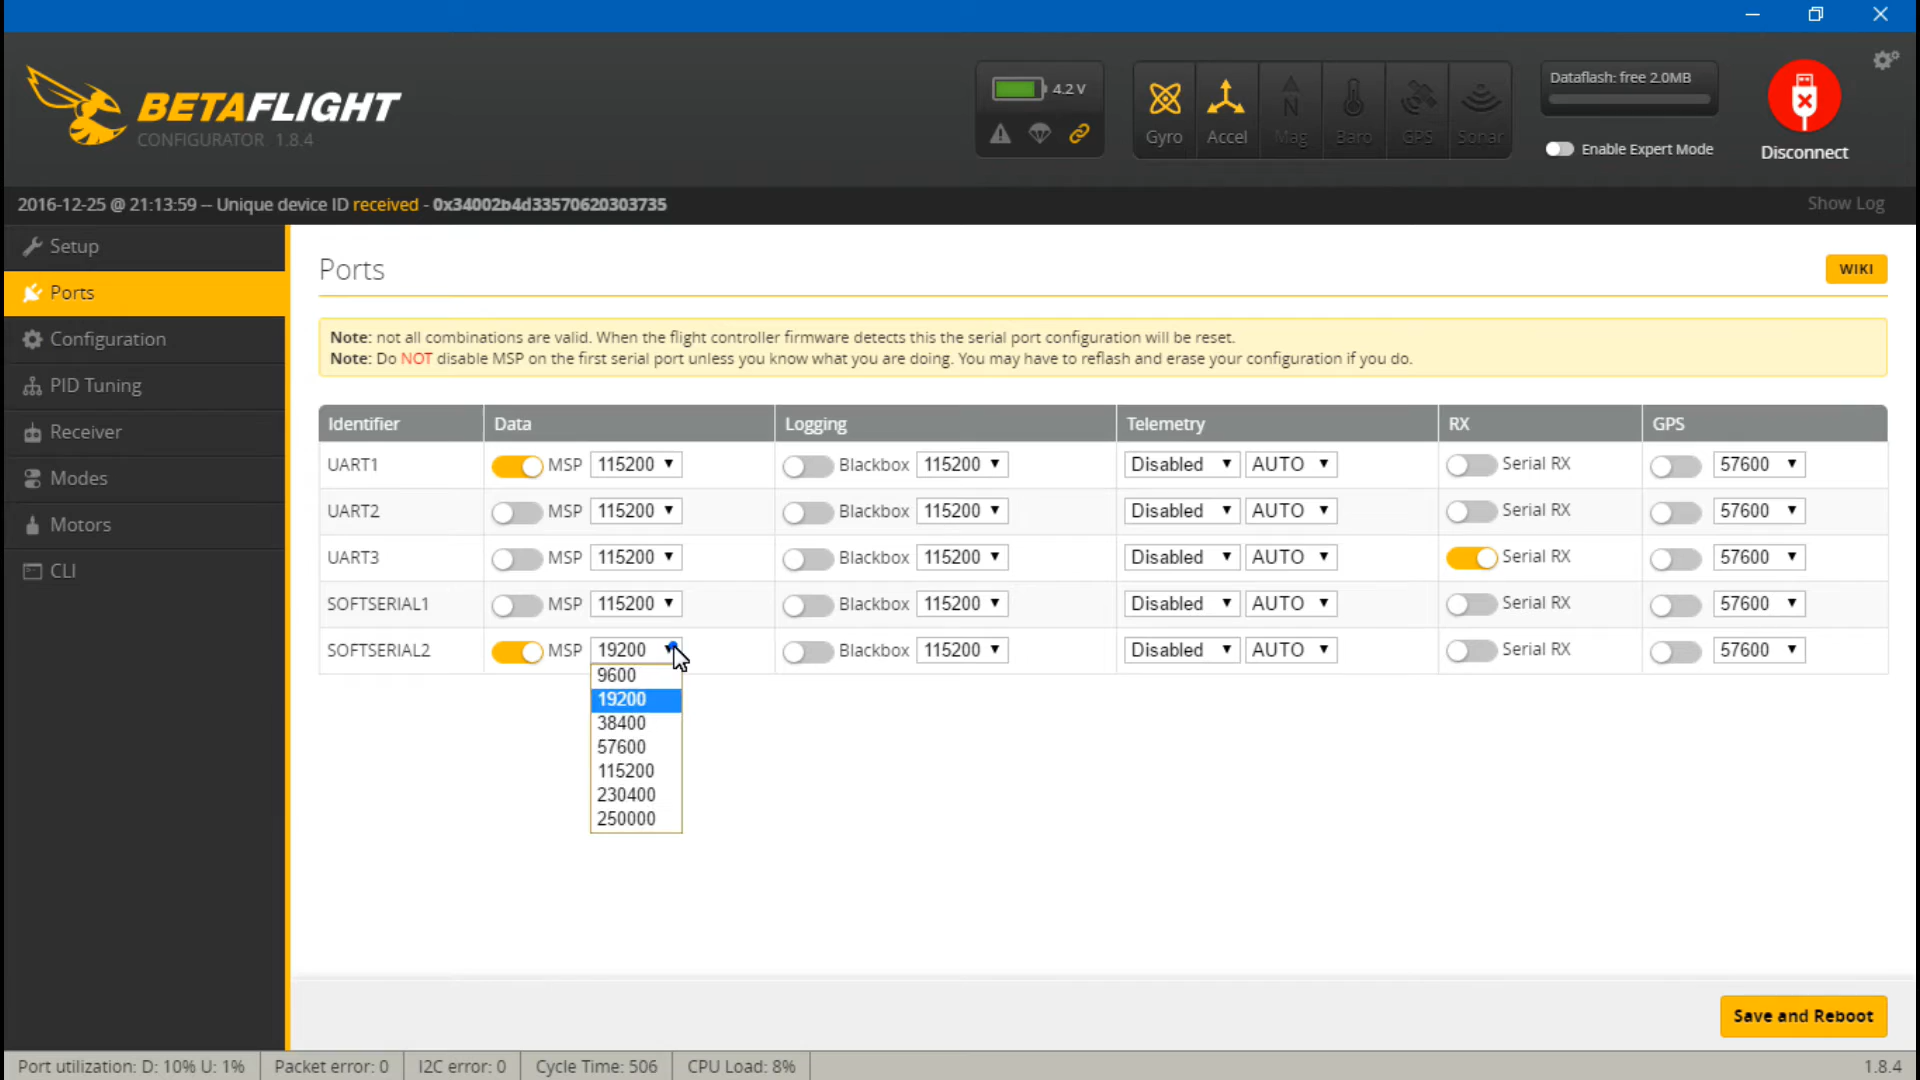 BETAFLIGHT
CONFIGURATOR 1.8.4
4.2 V
Gyro
Accel
Mag
Baro
GPS
Sonar
Dataflash: free 2.0MB
Enable Expert Mode
Disconnect
2016-12-25 @ 21:13:59 -- Unique device ID received - 0x34002b4d33570620303735
Show Log
Setup
Ports
Configuration
PID Tuning
Receiver
Modes
Motors
CLI
Ports
WIKI
Note: not all combinations are valid. When the flight controller firmware detects this the serial port configuration will be reset.
Note: Do NOT disable MSP on the first serial port unless you know what you are doing. You may have to reflash and erase your configuration if you do.
Identifier Data Logging Telemetry RX GPS
UART1 MSP 115200 Blackbox 115200 Disabled AUTO Serial RX 57600
UART2 MSP 115200 Blackbox 115200 Disabled AUTO Serial RX 57600
UART3 MSP 115200 Blackbox 115200 Disabled AUTO Serial RX 57600
SOFTSERIAL1 MSP 115200 Blackbox 115200 Disabled AUTO Serial RX 57600
SOFTSERIAL2 MSP 19200 Blackbox 115200 Disabled AUTO Serial RX 57600
9600
19200
38400
57600
115200
230400
250000
Save and Reboot
Port utilization: D: 10% U: 1% Packet error: 0 I2C error: 0 Cycle Time: 506 CPU Load: 8% 1.8.4